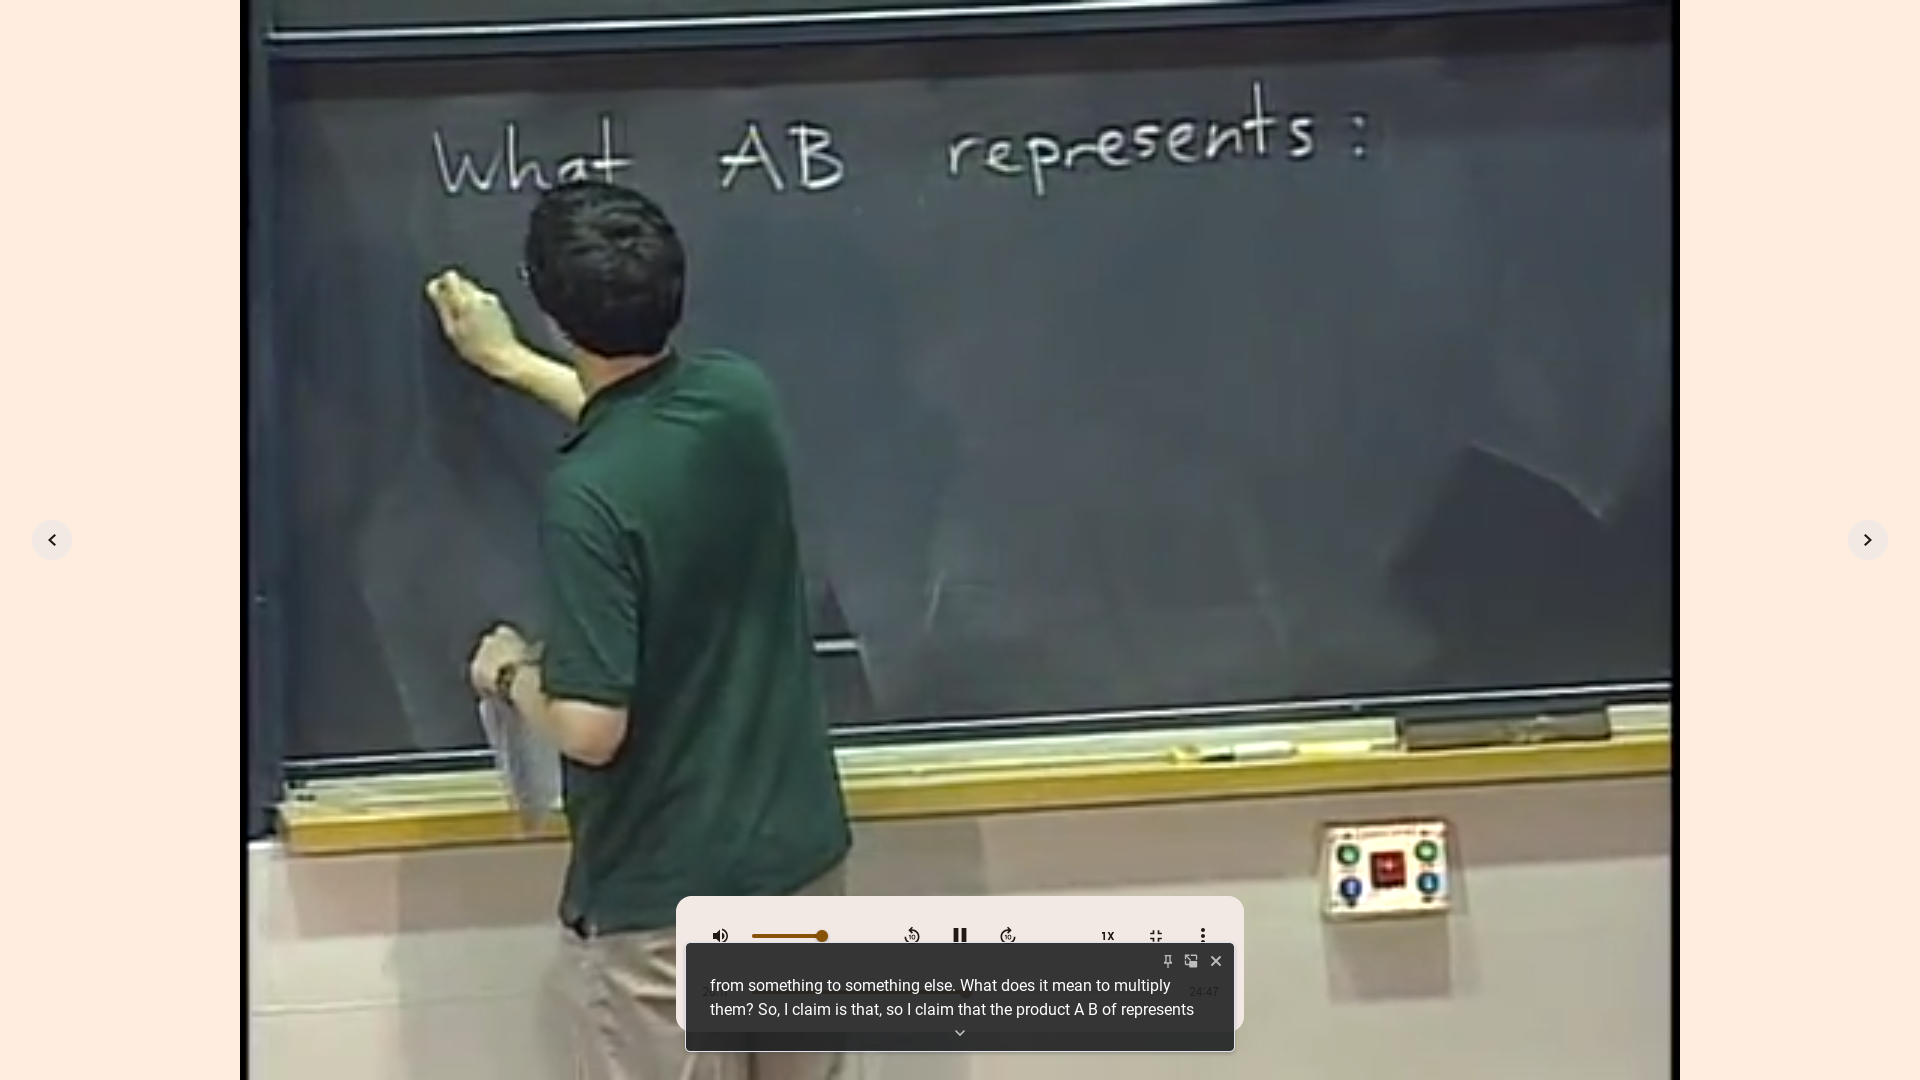 What AB represents :
1X
24:47
from something to something else. What does it mean to multiply
them? So, I claim is that, so I claim that the product A B of represents